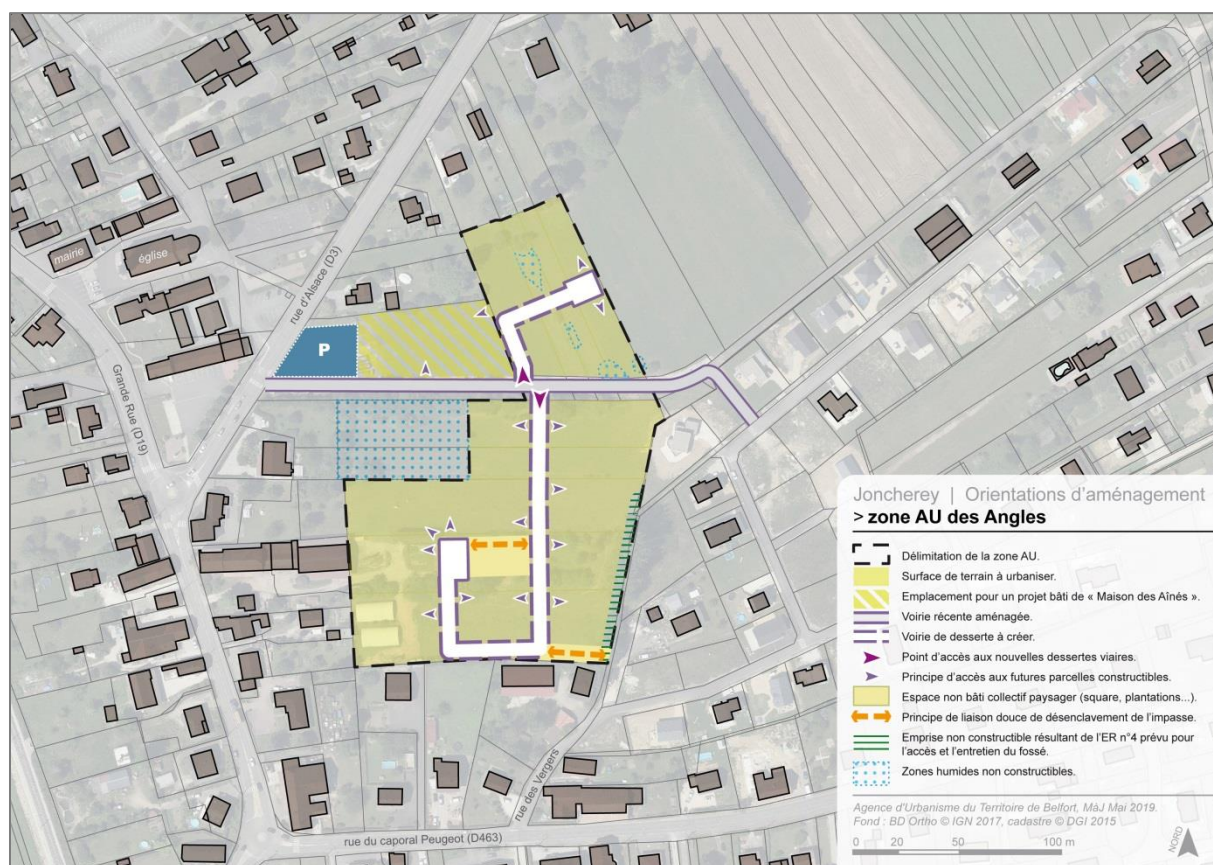 mairie
église
rue d'Alsace (D3)
P
Grande Rue (D19)
rue des Vergers
rue du caporal Peugeot (D463)
Joncherey | Orientations d'aménagement
> zone AU des Angles
Délimitation de la zone AU.
Surface de terrain à urbaniser.
Emplacement pour un projet bâti de « Maison des Aînés ».
Voirie récente aménagée.
Voirie de desserte à créer.
Point d'accès aux nouvelles dessertes viaires.
Principe d'accès aux futures parcelles constructibles.
Espace non bâti collectif paysager (square, plantations...).
Principe de liaison douce de désenclavement de l'impasse.
Emprise non constructible résultant de l'ER n°4 prévu pour
l'accès et l'entretien du fossé.
Zones humides non constructibles.
Agence d'Urbanisme du Territoire de Belfort, MàJ Mai 2019.
Fond : BD Ortho © IGN 2017, cadastre © DGI 2015
0 20 50 100 m
NORD